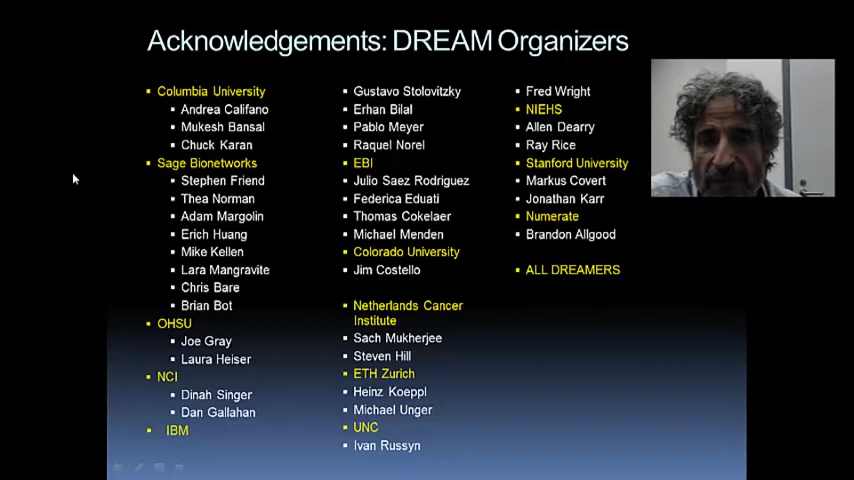 Acknowledgements: DREAM Organizers
Columbia University
Andrea Califano
Mukesh Bansal
Chuck Karan
Sage Bionetworks
Stephen Friend
Thea Norman
Adam Margolin
Erich Huang
Mike Kellen
Lara Mangravite
Chris Bare
Brian Bot
OHSU
Joe Gray
Laura Heiser
NCI
Dinah Singer
Dan Gallahan
IBM
Gustavo Stolovitzky
Erhan Bilal
Pablo Meyer
Raquel Norel
EBI
Julio Saez Rodriguez
Federica Eduati
Thomas Cokelaer
Michael Menden
Colorado University
Jim Costello
Netherlands Cancer
Institute
Sach Mukherjee
Steven Hill
ETH Zurich
Heinz Koeppl
Michael Unger
UNC
Ivan Russyn
Fred Wright
NIEHS
Allen Dearry
Ray Rice
Stanford University
Markus Covert
Jonathan Karr
Numerate
Brandon Allgood
ALL DREAMERS